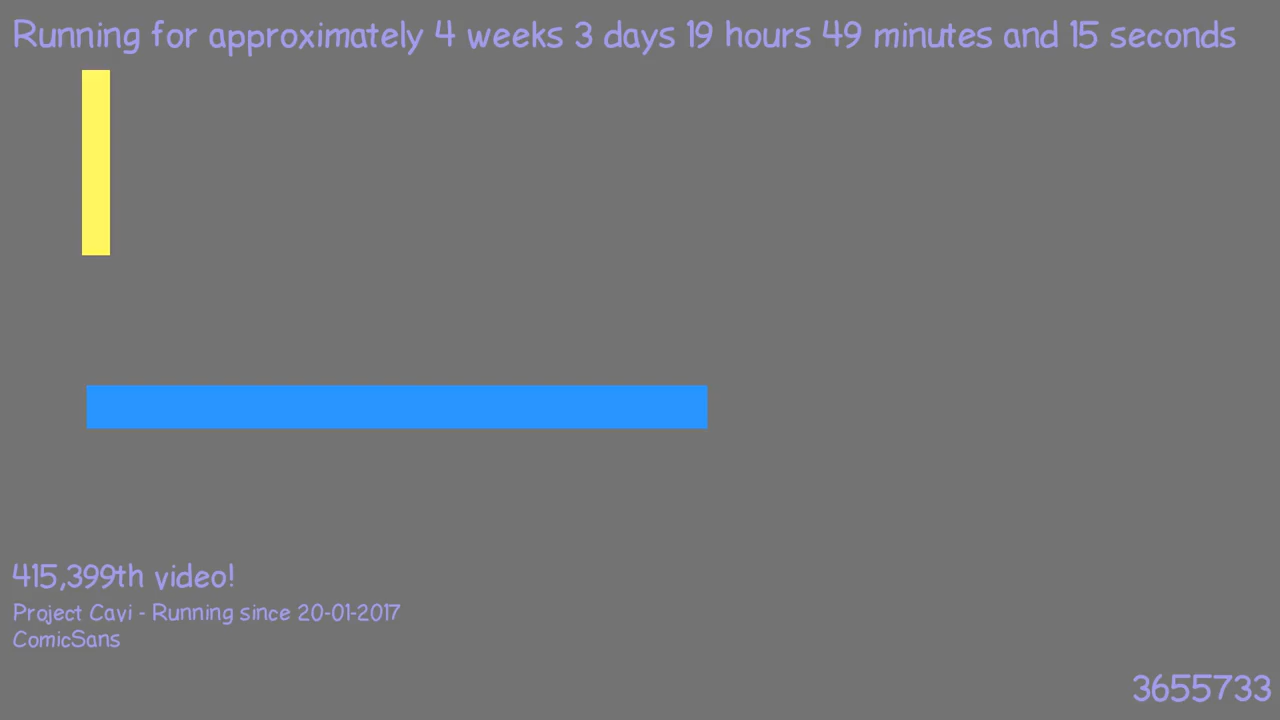 Running for approximately 4 weeks 3 days 19 hours 49 minutes and 15 seconds
415,399th video!
Project Cavi - Running since 20-01-2017
ComicSans
3655733